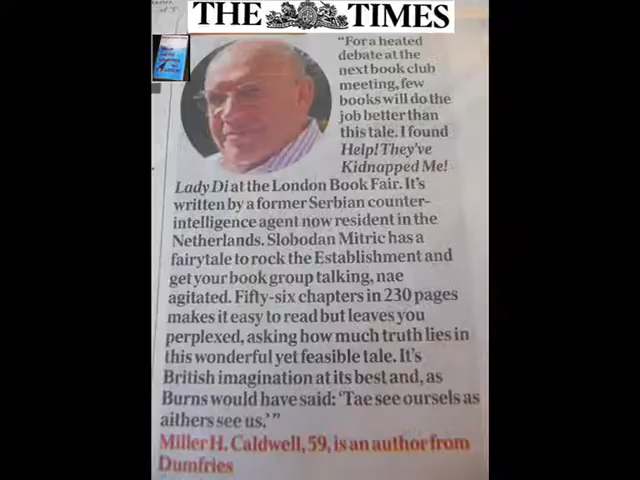 THE TIMES
"For a heated
debate at the
next book club
meeting, few
books will do the
job better than
this tale. I found
Help! They've
Kidnapped Me!
Lady Di at the London Book Fair. It's
written by a former Serbian counter-
intelligence agent now resident in the
Netherlands. Slobodan Mitric has a
fairytale to rock the Establishment and
get your book group talking, nae
agitated. Fifty-six chapters in 230 pages
makes it easy to read but leaves you
perplexed, asking how much truth lies in
this wonderful yet feasible tale. It's
British imagination at its best and, as
Burns would have said: 'Tae see oursels as
aithers see us.'"
Miller H. Caldwell, 59, is an author from
Dumfries